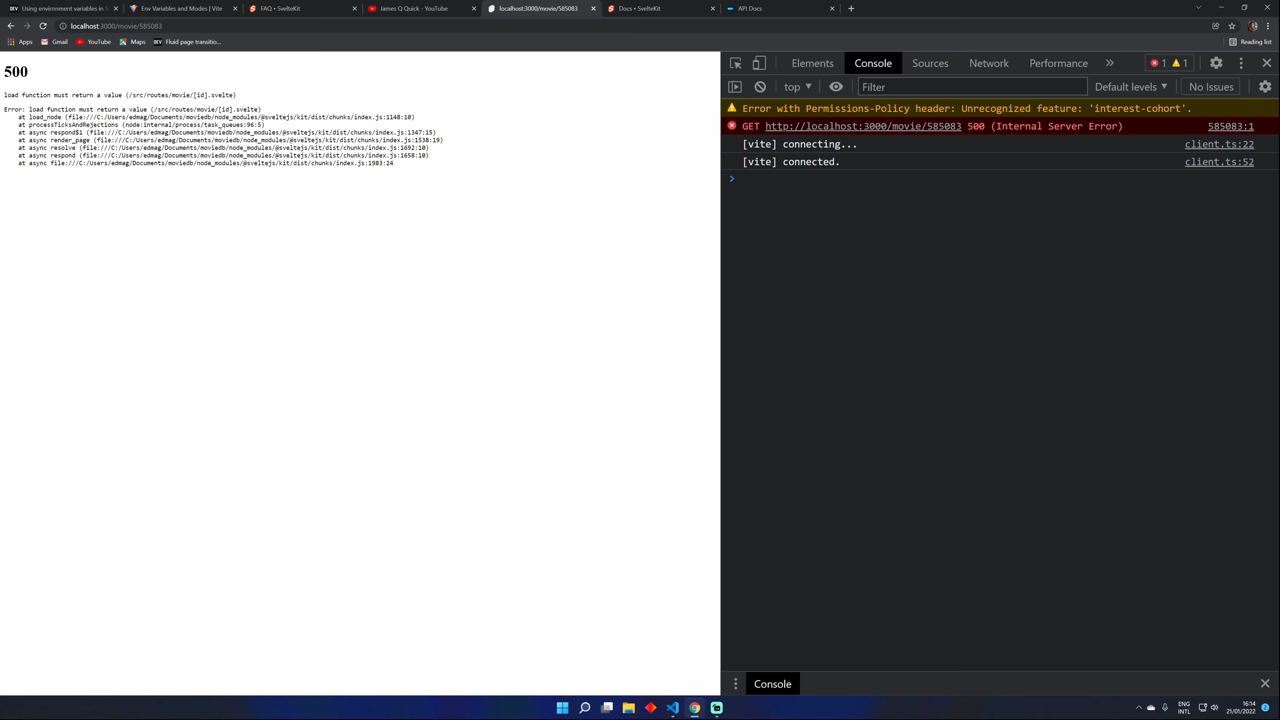 Using environment variables in S
Env Variables and Modes | Vite
FAQ • SvelteKit
James Q Quick - YouTube
localhost:3000/movie/585083
Docs • SvelteKit
API Docs
localhost:3000/movie/585083
Apps
Gmail
YouTube
Maps
DEV Fluid page transitio...
Reading list
500
load function must return a value (/src/routes/movie/[id].svelte)
Error: load function must return a value (/src/routes/movie/[id].svelte)
at load_node (file:///C:/Users/edmag/Documents/moviedb/node_modules/@sveltejs/kit/dist/chunks/index.js:1148:10)
at processTicksAndRejections (node:internal/process/task_queues:96:5)
at async respond$1 (file:///C:/Users/edmag/Documents/moviedb/node_modules/@sveltejs/kit/dist/chunks/index.js:1347:15)
at async render_page (file:///C:/Users/edmag/Documents/moviedb/node_modules/@sveltejs/kit/dist/chunks/index.js:1538:19)
at async resolve (file:///C:/Users/edmag/Documents/moviedb/node_modules/@sveltejs/kit/dist/chunks/index.js:1692:10)
at async respond (file:///C:/Users/edmag/Documents/moviedb/node_modules/@sveltejs/kit/dist/chunks/index.js:1658:10)
at async file:///C:/Users/edmag/Documents/moviedb/node_modules/@sveltejs/kit/dist/chunks/index.js:1983:24
Elements
Console
Sources
Network
Performance
1
1
top
Filter
Default levels
No Issues
Error with Permissions-Policy header: Unrecognized feature: 'interest-cohort'.
GET http://localhost:3000/movie/585083 500 (Internal Server Error) 585083:1
[vite] connecting... client.ts:22
[vite] connected. client.ts:52
Console
ENG
INTL
16:14
21/01/2022